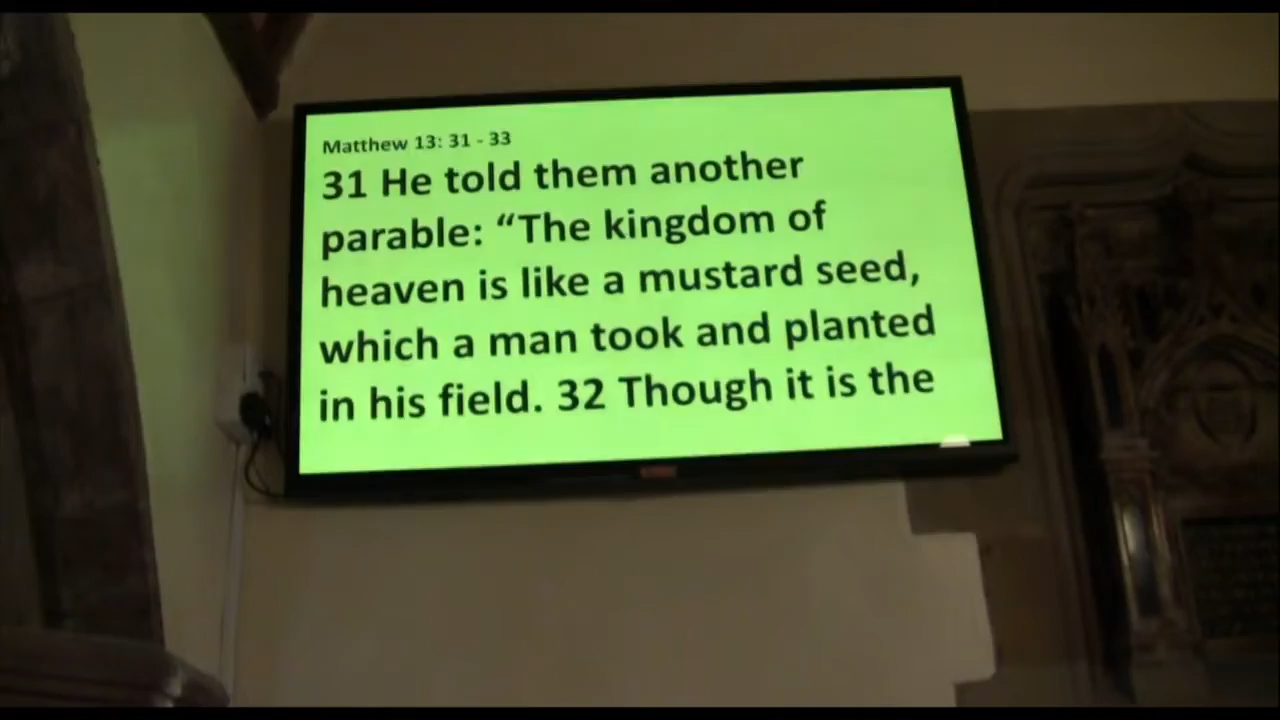 Matthew 13: 31 - 33
31 He told them another
parable: “The kingdom of
heaven is like a mustard seed,
which a man took and planted
in his field. 32 Though it is the